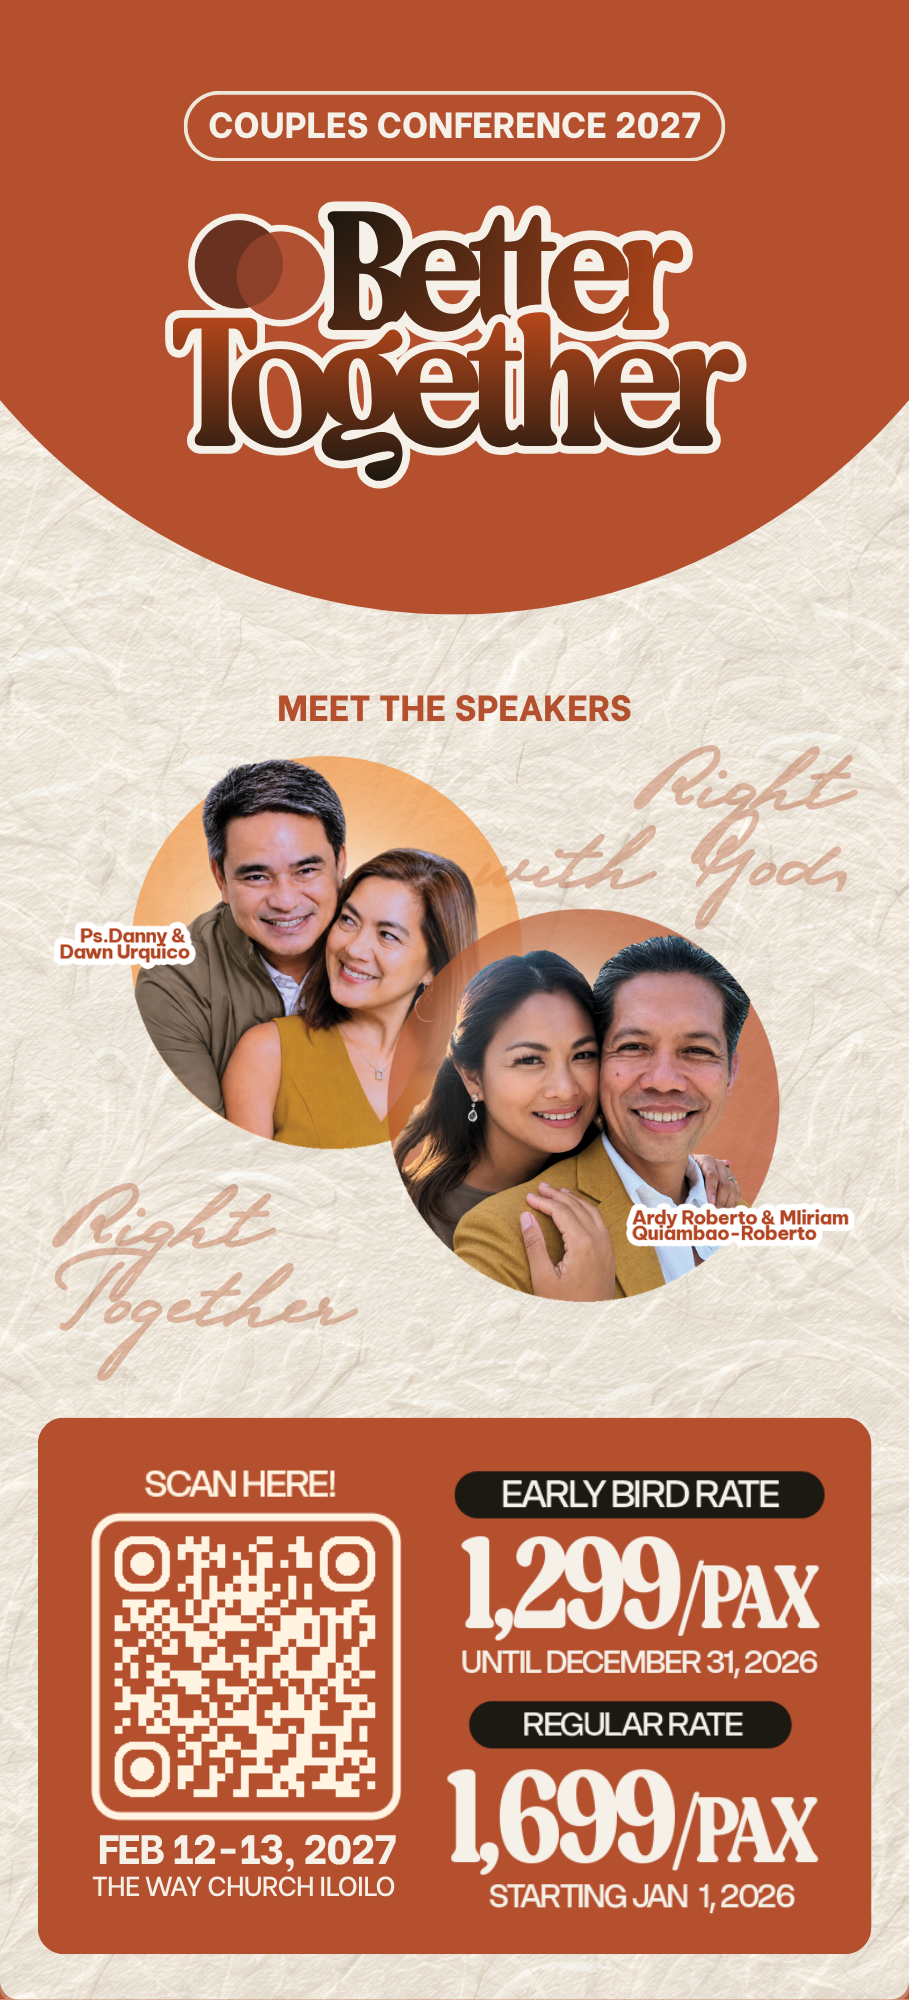 COUPLES CONFERENCE 2027
Better
Together
MEET THE SPEAKERS
Right
with God,
Ps.Danny &
Dawn Urquico
Ardy Roberto & MIiriam
Quiambao-Roberto
Right
Together
SCAN HERE!
FEB 12-13, 2027
THE WAY CHURCH ILOILO
EARLY BIRD RATE
1,299/PAX
UNTIL DECEMBER 31, 2026
REGULAR RATE
1,699/PAX
STARTING JAN 1, 2026